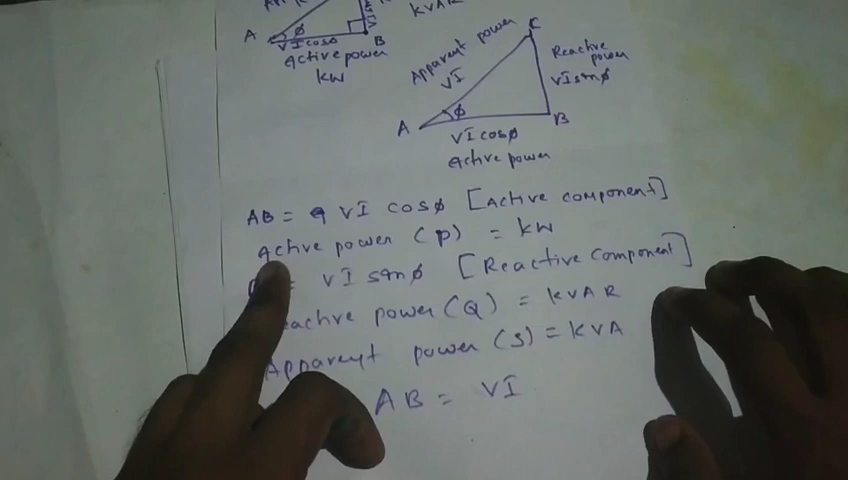 KVAR
A φ
VI cosφ B
Active power
KW
C
Apparent power
VI
Reactive
power
VI sinφ
A φ B
VI cosφ
Active power
AB = VI cosφ [Active component]
Active power (P) = KW
= VI sinφ [Reactive Component]
Reactive power (Q) = KVAR
Apparent power (S) = KVA
AB = VI